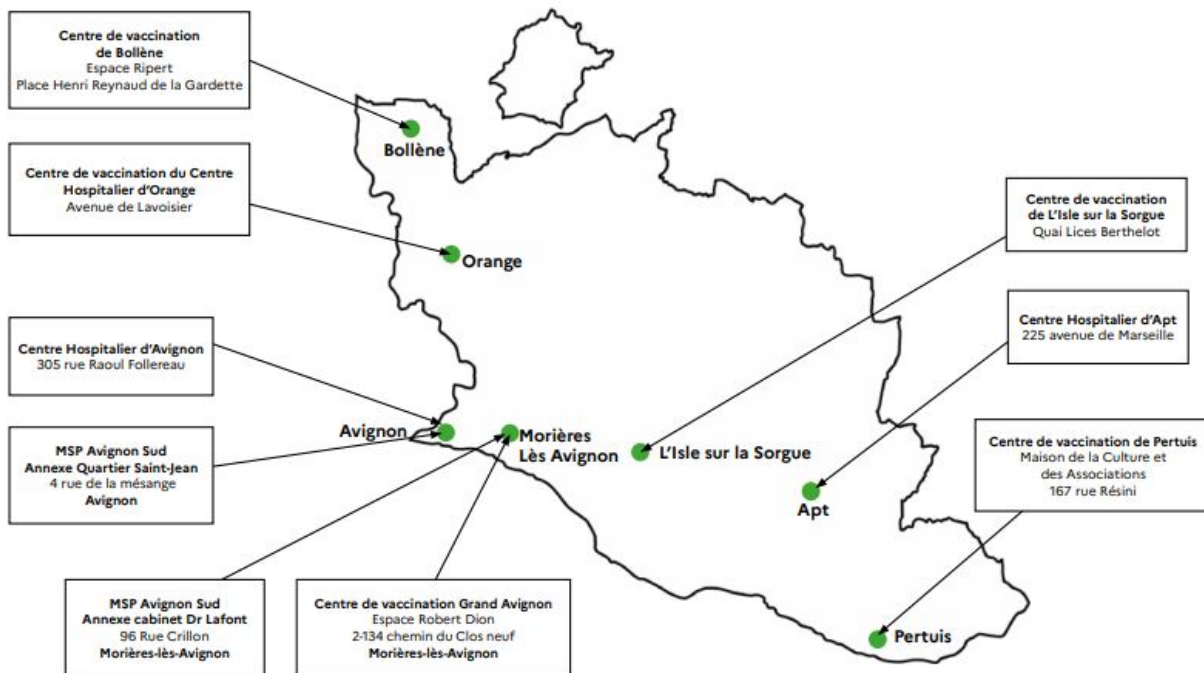 Centre de vaccination
de Bollène
Espace Ripert
Place Henri Reynaud de la Gardette
Bollène
Centre de vaccination du Centre
Hospitalier d'Orange
Avenue de Lavoisier
Orange
Centre de vaccination
de L'Isle sur la Sorgue
Quai Lices Berthelot
Centre Hospitalier d'Apt
225 avenue de Marseille
Centre Hospitalier d'Avignon
305 rue Raoul Follereau
Avignon
Morières
Lès Avignon
L'Isle sur la Sorgue
Apt
MSP Avignon Sud
Annexe Quartier Saint-Jean
4 rue de la mésange
Avignon
Centre de vaccination de Pertuis
Maison de la Culture et
des Associations
167 rue Résini
MSP Avignon Sud
Annexe cabinet Dr Lafont
96 Rue Crillon
Morières-lès-Avignon
Centre de vaccination Grand Avignon
Espace Robert Dion
2-134 chemin du Clos neuf
Morières-lès-Avignon
Pertuis